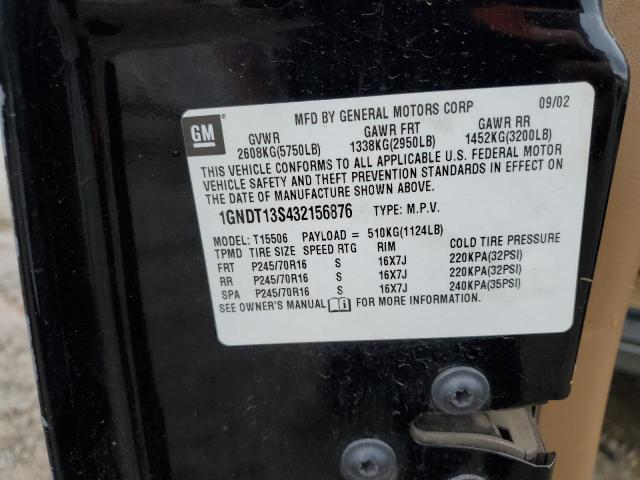 MFD BY GENERAL MOTORS CORP 09/02
GM
GVWR GAWR FRT GAWR RR
2608KG(5750LB) 1338KG(2950LB) 1452KG(3200LB)
THIS VEHICLE CONFORMS TO ALL APPLICABLE U.S. FEDERAL MOTOR
VEHICLE SAFETY AND THEFT PREVENTION STANDARDS IN EFFECT ON
THE DATE OF MANUFACTURE SHOWN ABOVE.
1GNDT13S432156876 TYPE: M.P.V.
MODEL: T15506 PAYLOAD = 510KG(1124LB)
TPMD TIRE SIZE SPEED RTG RIM COLD TIRE PRESSURE
FRT P245/70R16 S 16X7J 220KPA(32PSI)
RR P245/70R16 S 16X7J 220KPA(32PSI)
SPA P245/70R16 S 16X7J 240KPA(35PSI)
SEE OWNER'S MANUAL FOR MORE INFORMATION.